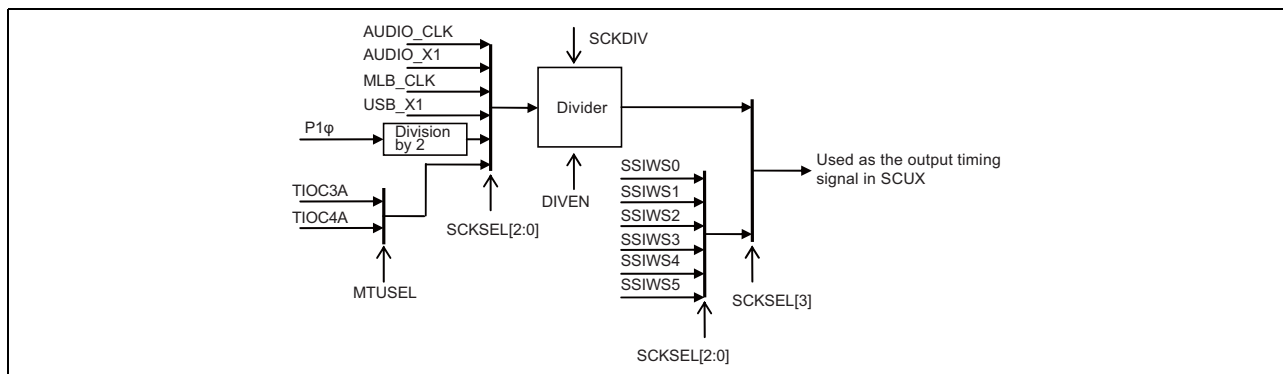 AUDIO_CLK
AUDIO_X1
MLB_CLK
USB_X1
P1φ
Division
by 2
TIOC3A
TIOC4A
MTUSEL
SCKSEL[2:0]
SCKDIV
Divider
DIVEN
SSIWS0
SSIWS1
SSIWS2
SSIWS3
SSIWS4
SSIWS5
SCKSEL[2:0]
SCKSEL[3]
Used as the output timing
signal in SCUX